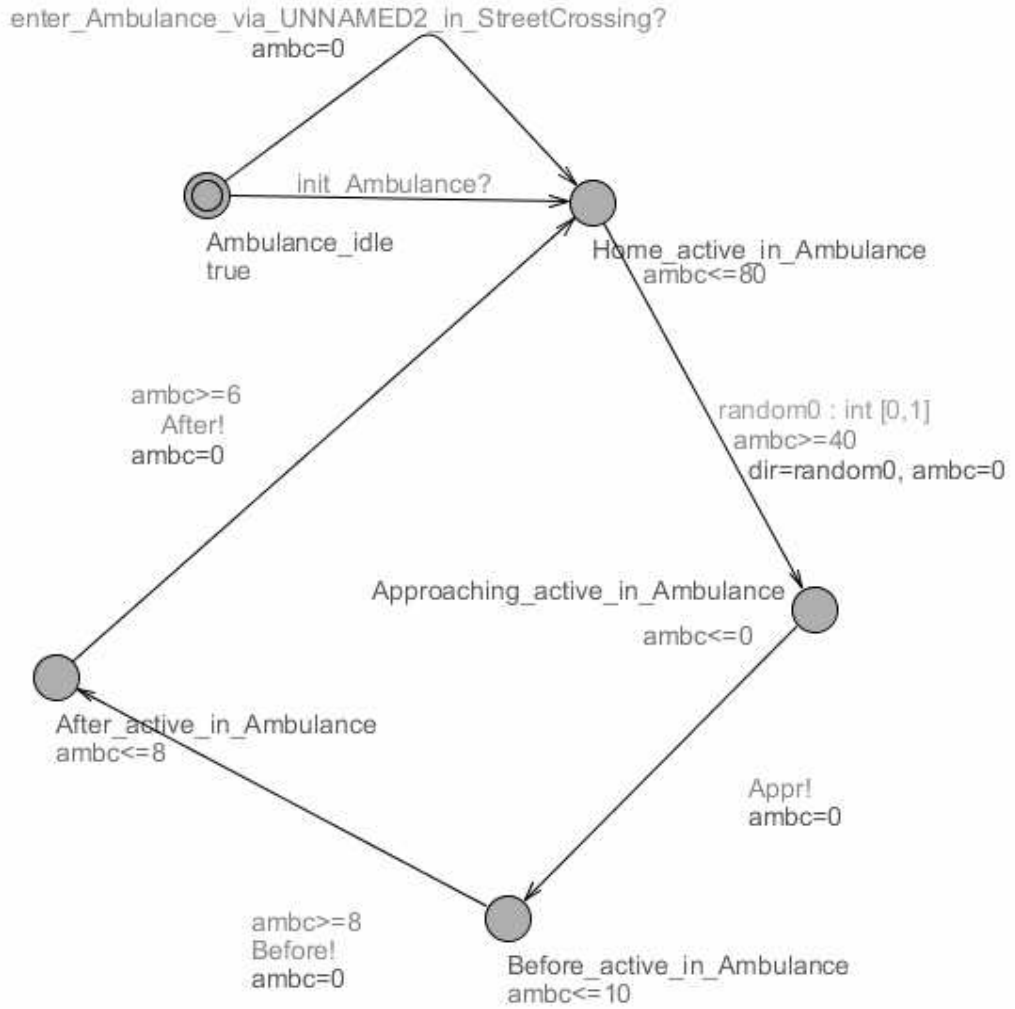 enter_Ambulance_via_UNNAMED2_in_StreetCrossing?
ambc=0
init_Ambulance?
Ambulance_idle
true
Home_active_in_Ambulance
ambc<=80
ambc>=6
After!
ambc=0
random0 : int [0,1]
ambc>=40
dir=random0, ambc=0
Approaching_active_in_Ambulance
ambc<=0
After_active_in_Ambulance
ambc<=8
Appr!
ambc=0
ambc>=8
Before!
ambc=0
Before_active_in_Ambulance
ambc<=10